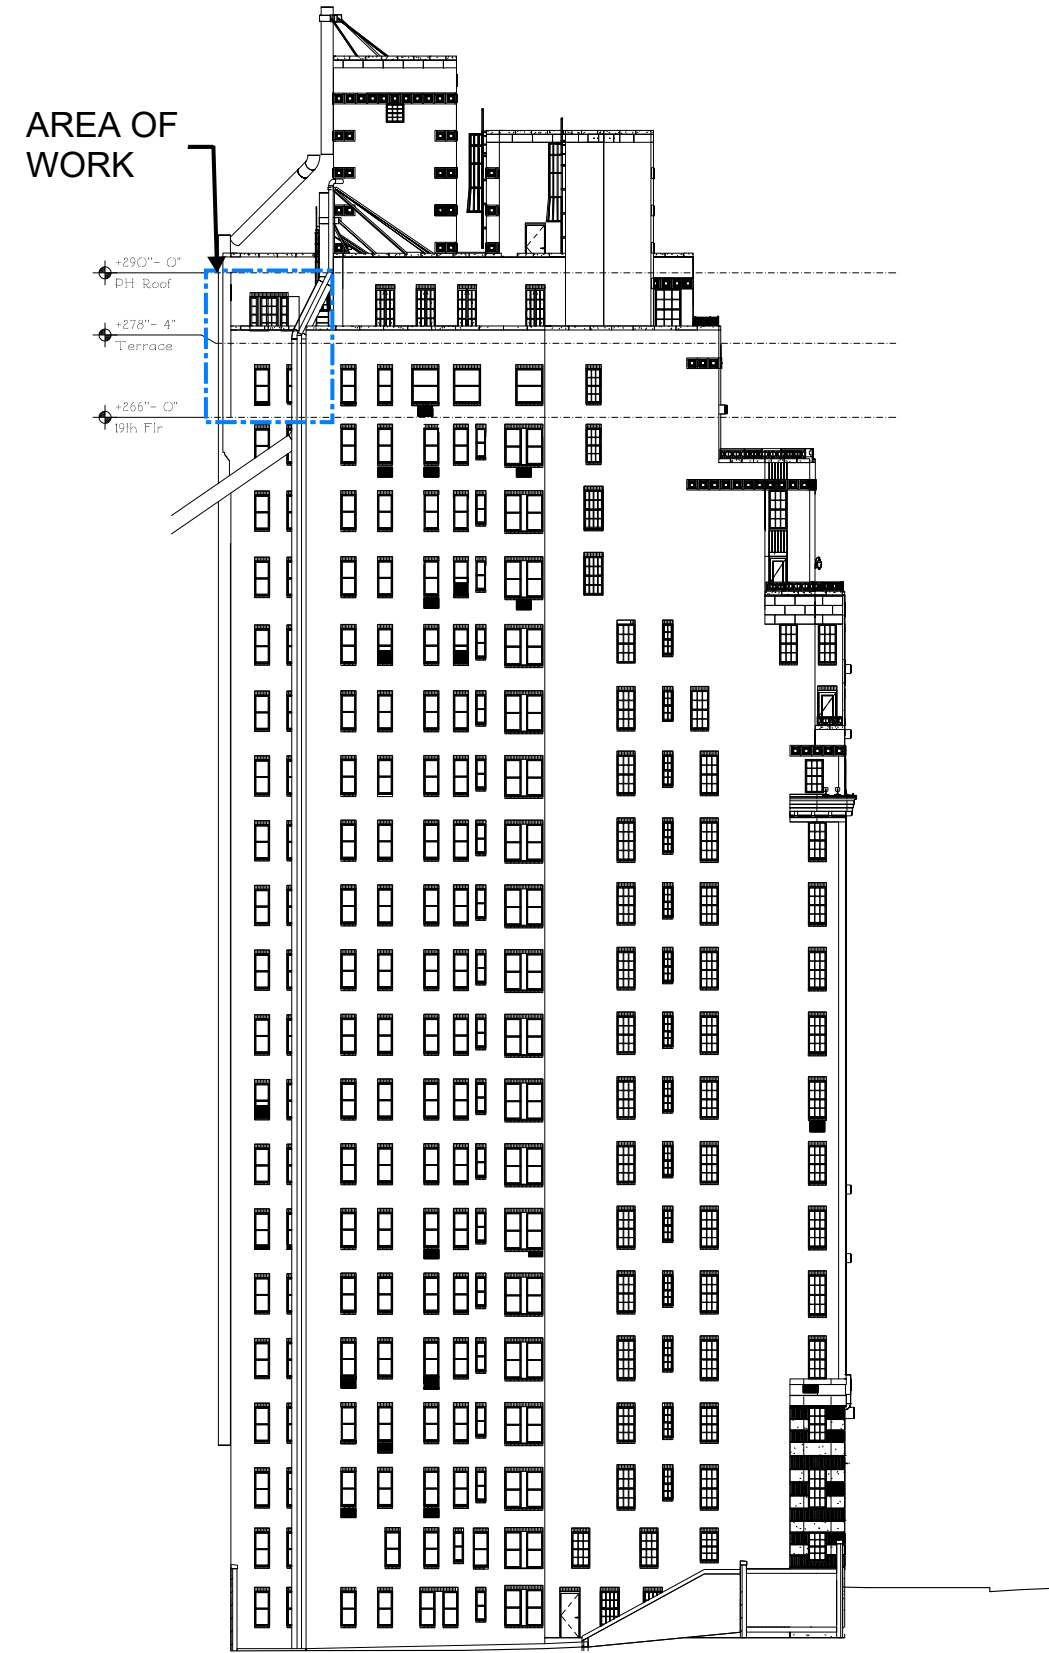 AREA OF
WORK
+290"- 0"
PH Roof
+278"- 4"
Terrace
+266"- 0"
19th Flr